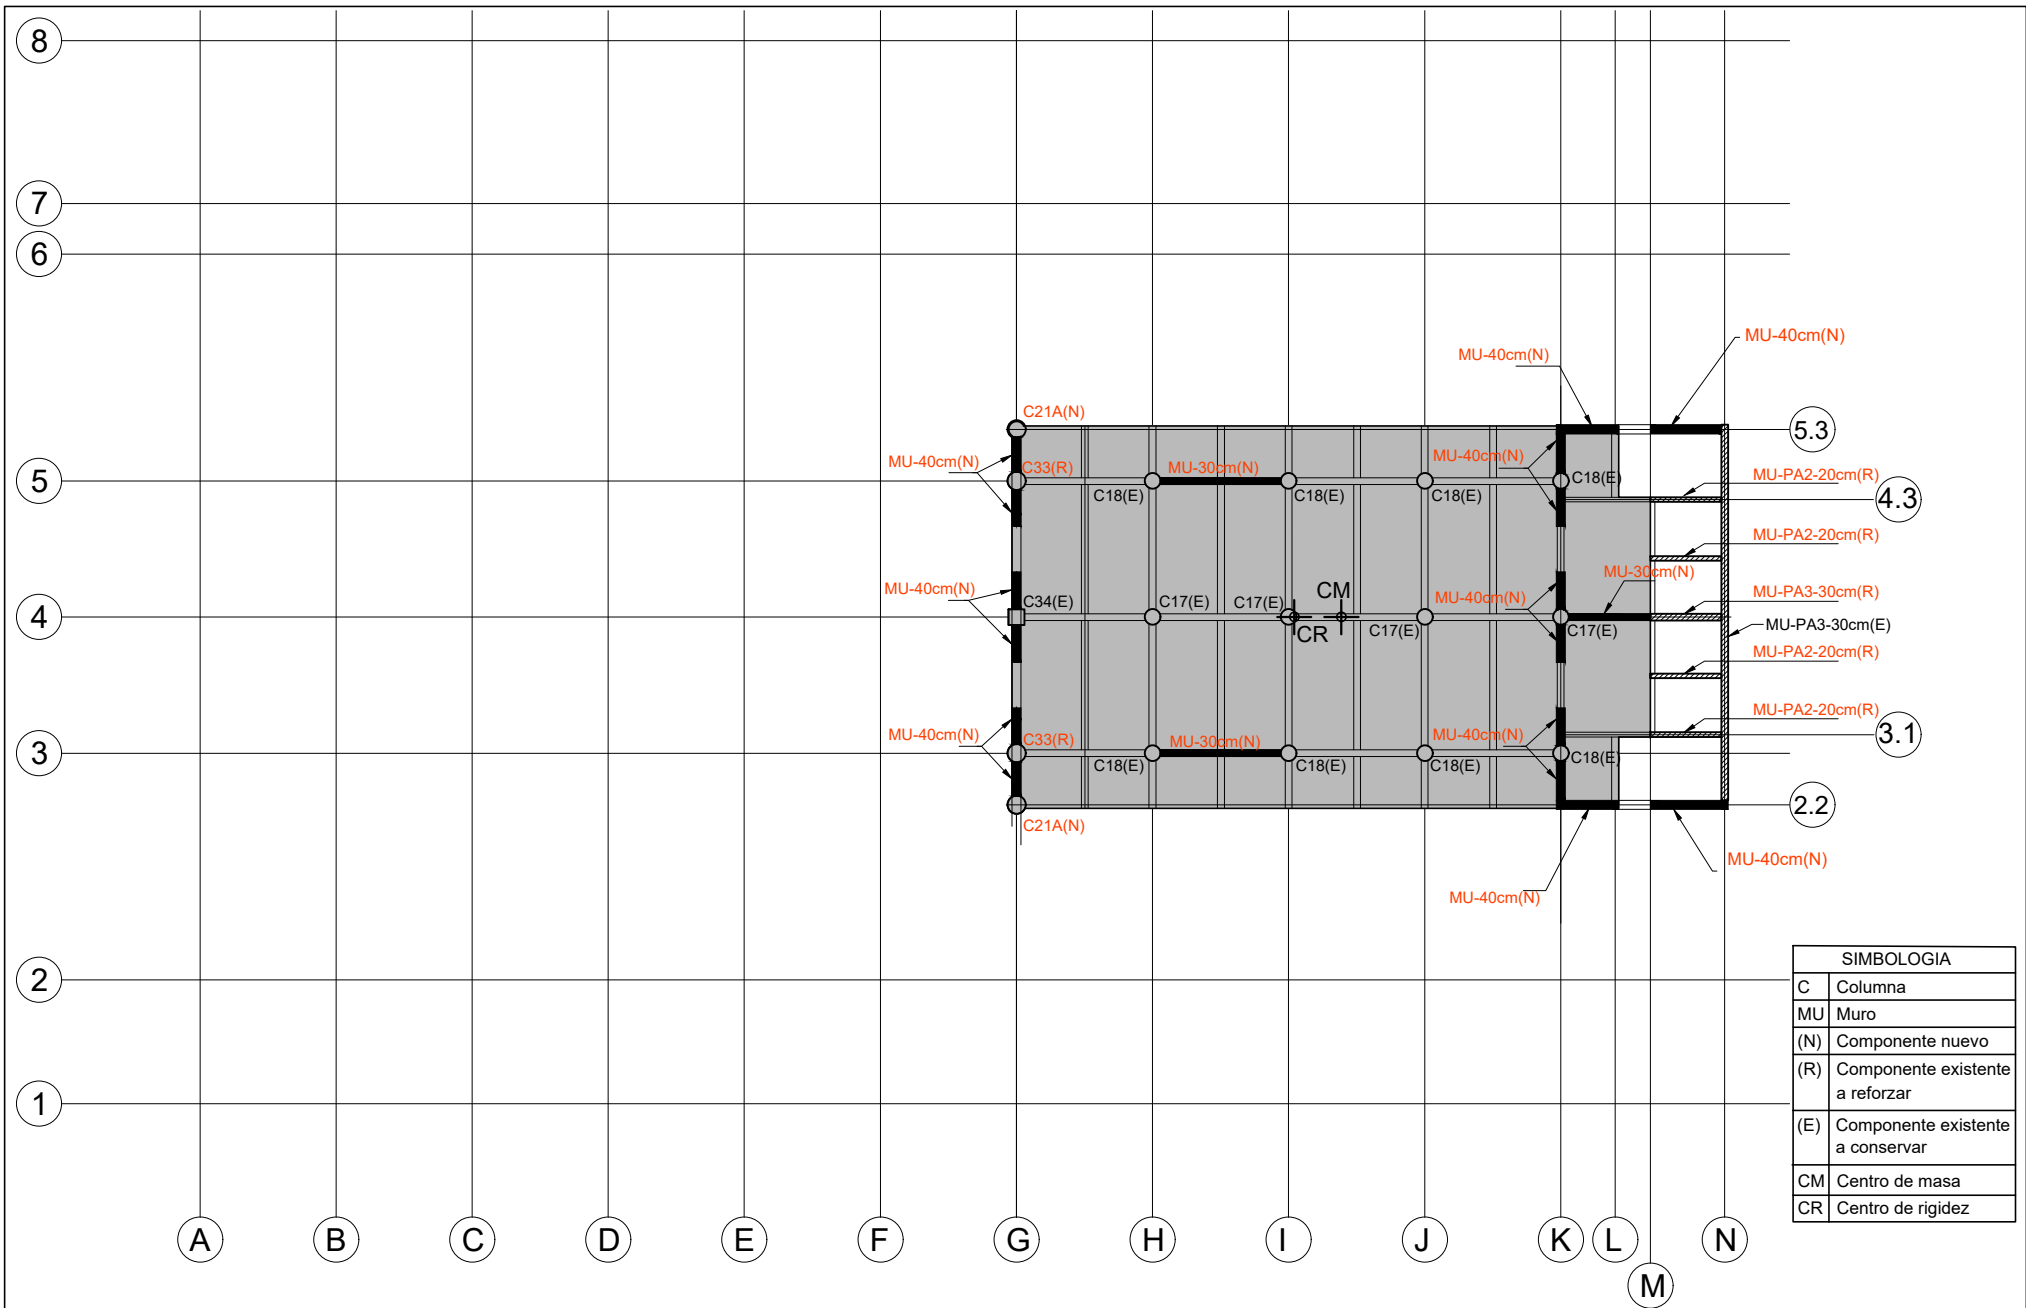 8
7
6
MU-40cm(N)
MU-40cm(N)
C21A(N)
5.3
MU-40cm(N)
C33(R)
MU-30cm(N)
MU-40cm(N)
5
C18(E)
C18(E)
C18(E)
C18(E)
MU-PA2-20cm(R)
4.3
MU-PA2-20cm(R)
MU-40cm(N)
C34(E)
C17(E)
C17(E)
CM
MU-40cm(N)
MU-30cm(N)
MU-PA3-30cm(R)
4
CR
C17(E)
C17(E)
MU-PA3-30cm(E)
MU-PA2-20cm(R)
MU-PA2-20cm(R)
MU-40cm(N)
C33(R)
MU-30cm(N)
MU-40cm(N)
3.1
3
C18(E)
C18(E)
C18(E)
C18(E)
2.2
C21A(N)
MU-40cm(N)
MU-40cm(N)
2
1
SIMBOLOGIA
C Columna
MU Muro
(N) Componente nuevo
(R) Componente existente
a reforzar
(E) Componente existente
a conservar
CM Centro de masa
CR Centro de rigidez
A B C D E F G H I J K L N
M